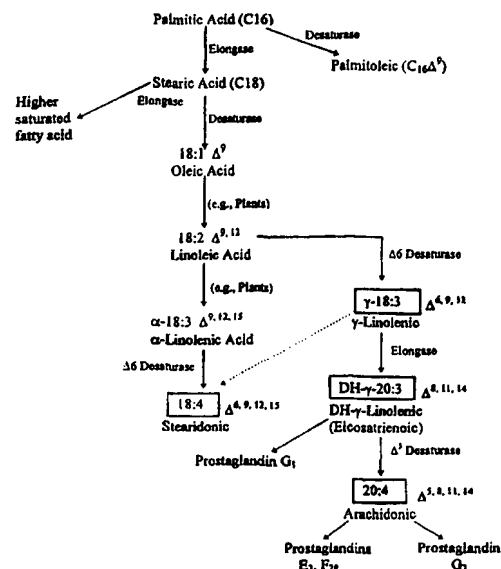 Palmitic Acid (C16)
Desaturase
Elongase
Palmitoleic (C16Δ9)
Stearic Acid (C18)
Elongase
Higher
saturated
fatty acid
Desaturase
18:1 Δ9
Oleic Acid
(e.g., Plants)
18:2 Δ9, 12
Linoleic Acid
Δ6 Desaturase
(e.g., Plants)
γ-18:3 Δ6, 9, 12
γ-Linolenic
α-18:3 Δ9, 12, 15
α-Linolenic Acid
Elongase
Δ6 Desaturase
DH-γ-20:3 Δ8, 11, 14
DH-γ-Linolenic
(Eicosatrienoic)
18:4 Δ6, 9, 12, 15
Stearidonic
Prostaglandin G1
Δ5 Desaturase
20:4 Δ5, 8, 11, 14
Arachidonic
Prostaglandins
Prostaglandin